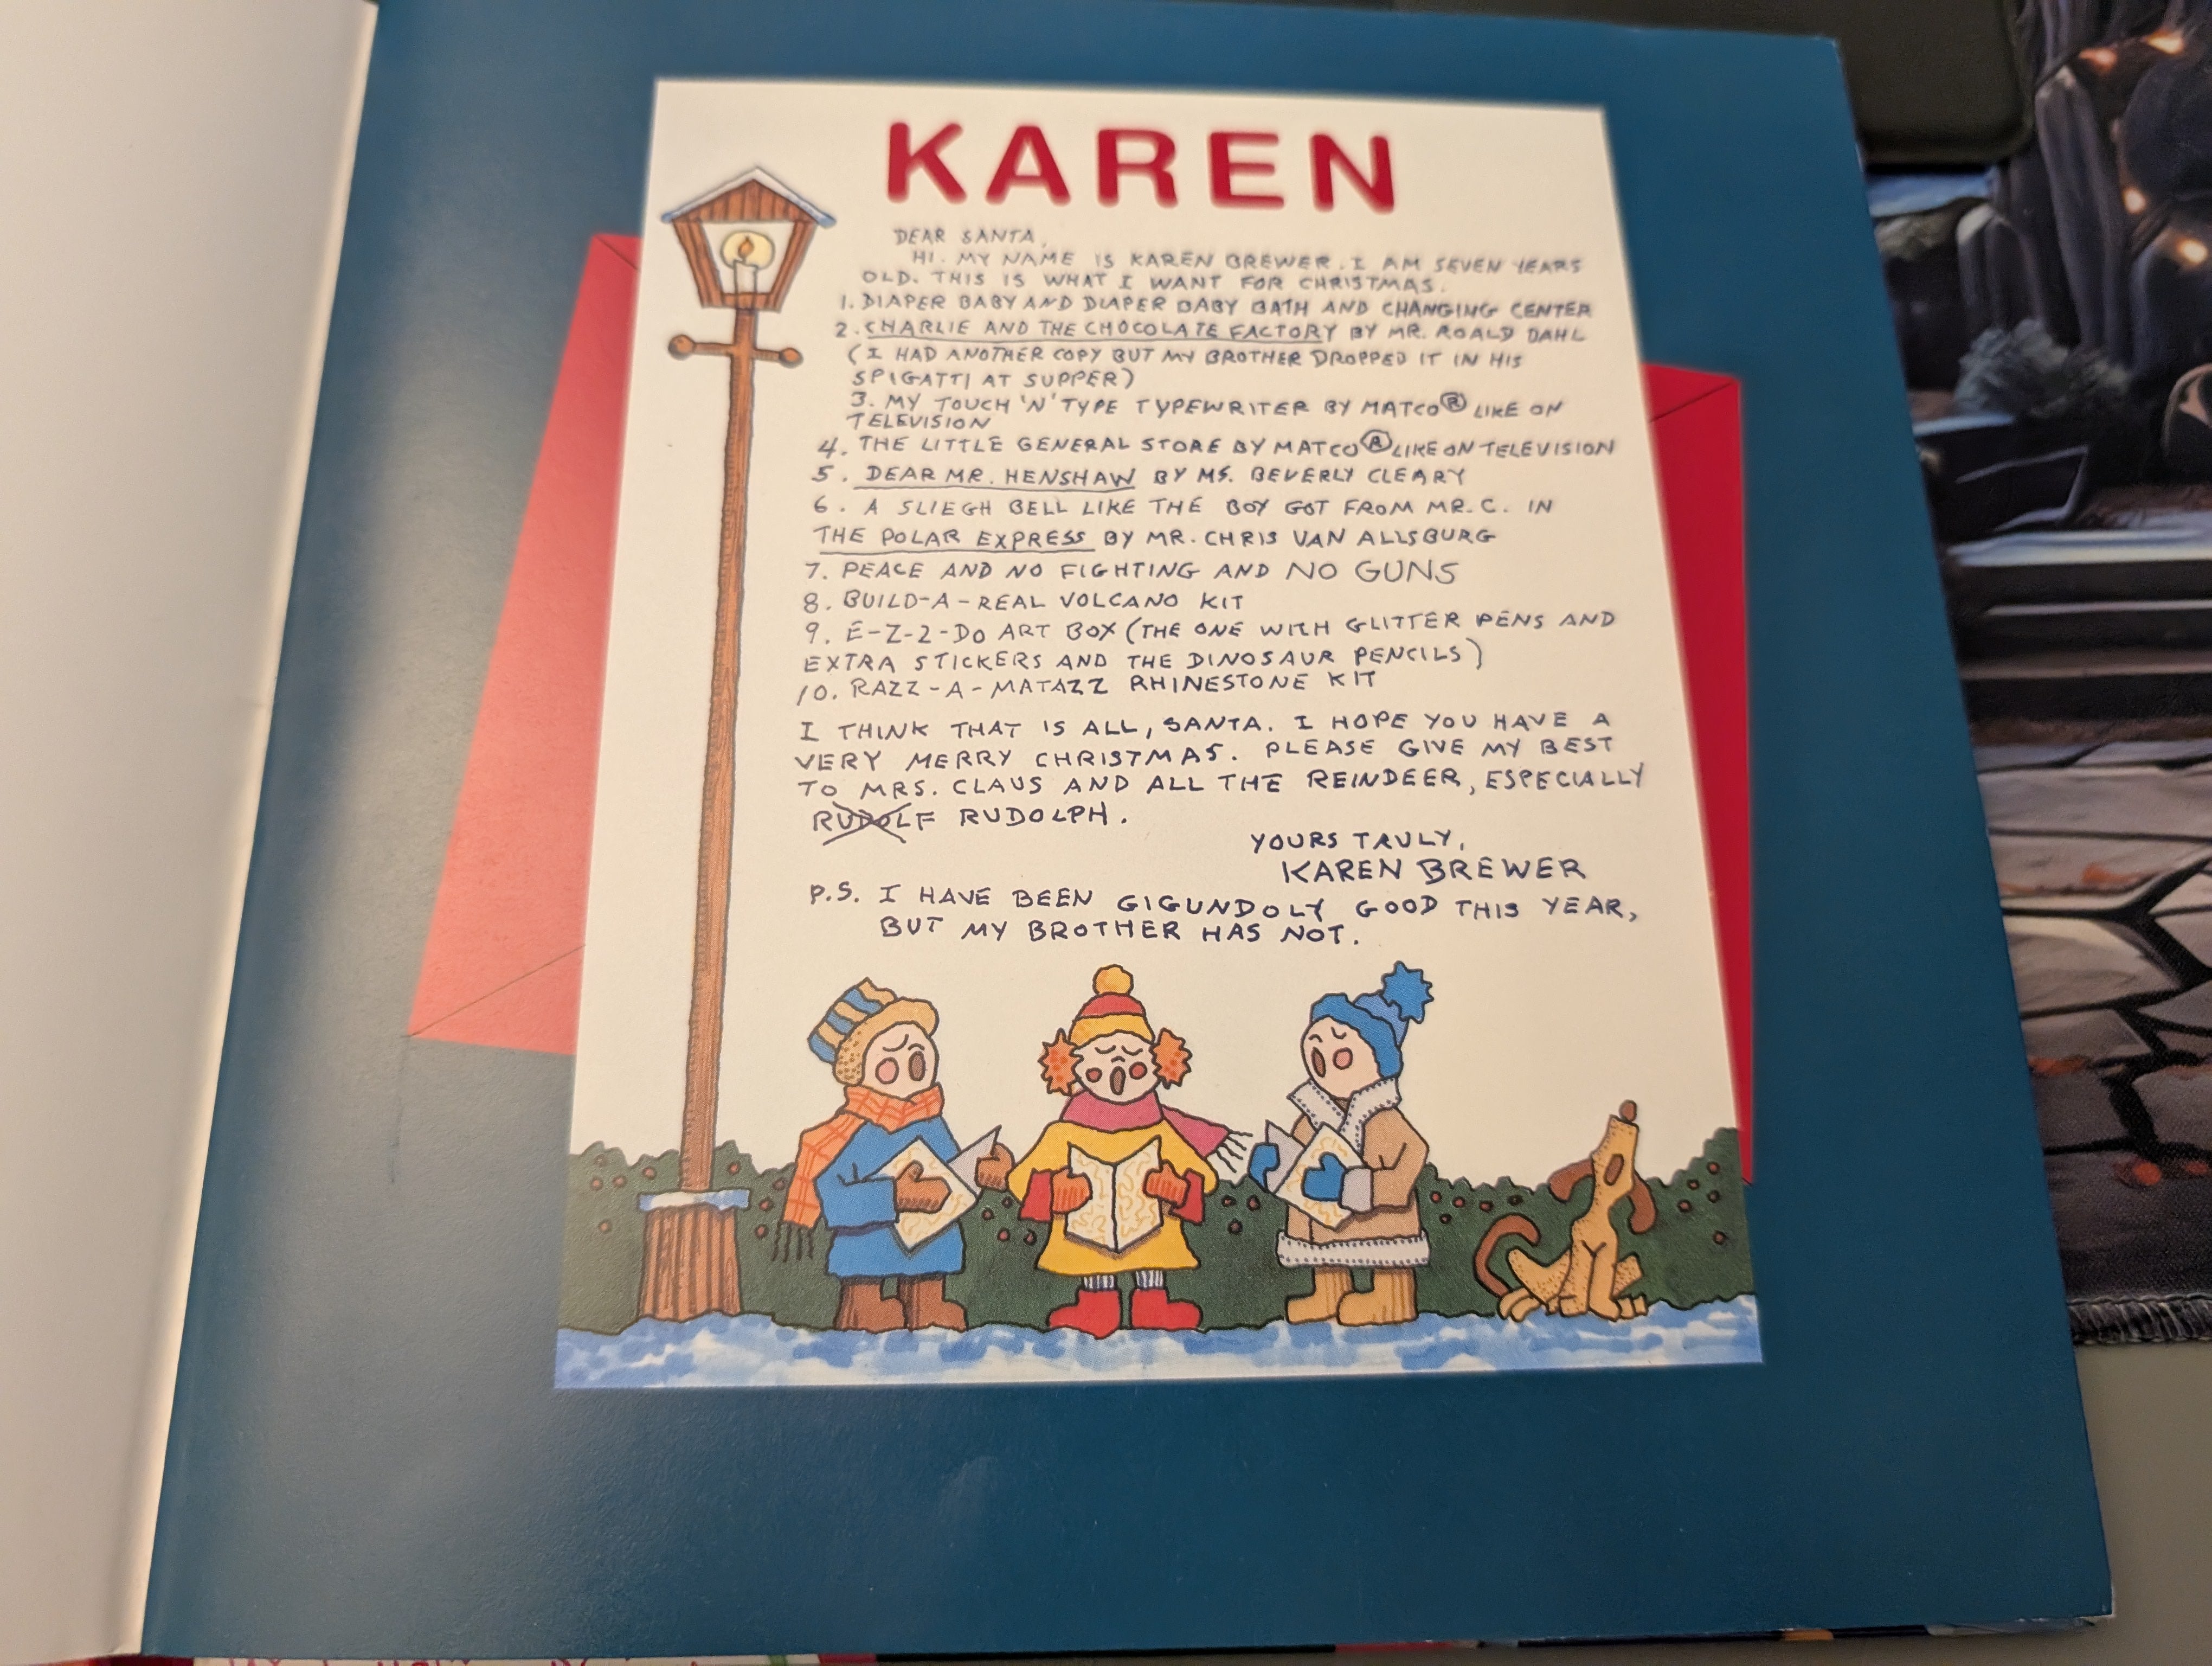 KAREN
DEAR SANTA,
HI. MY NAME IS KAREN BREWER. I AM SEVEN YEARS
OLD. THIS IS WHAT I WANT FOR CHRISTMAS.
1. DIAPER BABY AND DIAPER BABY BATH AND CHANGING CENTER
2. CHARLIE AND THE CHOCOLATE FACTORY BY MR. ROALD DAHL
(I HAD ANOTHER COPY BUT MY BROTHER DROPPED IT IN HIS
SPIGATTI AT SUPPER)
3. MY TOUCH 'N' TYPE TYPEWRITER BY MATCO® LIKE ON
TELEVISION
4. THE LITTLE GENERAL STORE BY MATCO® LIKE ON TELEVISION
5. DEAR MR. HENSHAW BY MS. BEVERLY CLEARY
6. A SLIEGH BELL LIKE THE BOY GOT FROM MR. C. IN
THE POLAR EXPRESS BY MR. CHRIS VAN ALLSBURG
7. PEACE AND NO FIGHTING AND NO GUNS
8. BUILD-A-REAL VOLCANO KIT
9. E-Z-2-DO ART BOX (THE ONE WITH GLITTER PENS AND
EXTRA STICKERS AND THE DINOSAUR PENCILS)
10. RAZZ-A-MATAZZ RHINESTONE KIT
I THINK THAT IS ALL, SANTA. I HOPE YOU HAVE A
VERY MERRY CHRISTMAS. PLEASE GIVE MY BEST
TO MRS. CLAUS AND ALL THE REINDEER, ESPECIALLY
RUDOLF RUDOLPH.
YOURS TRULY,
KAREN BREWER
P.S. I HAVE BEEN GIGUNDOLY GOOD THIS YEAR,
BUT MY BROTHER HAS NOT.